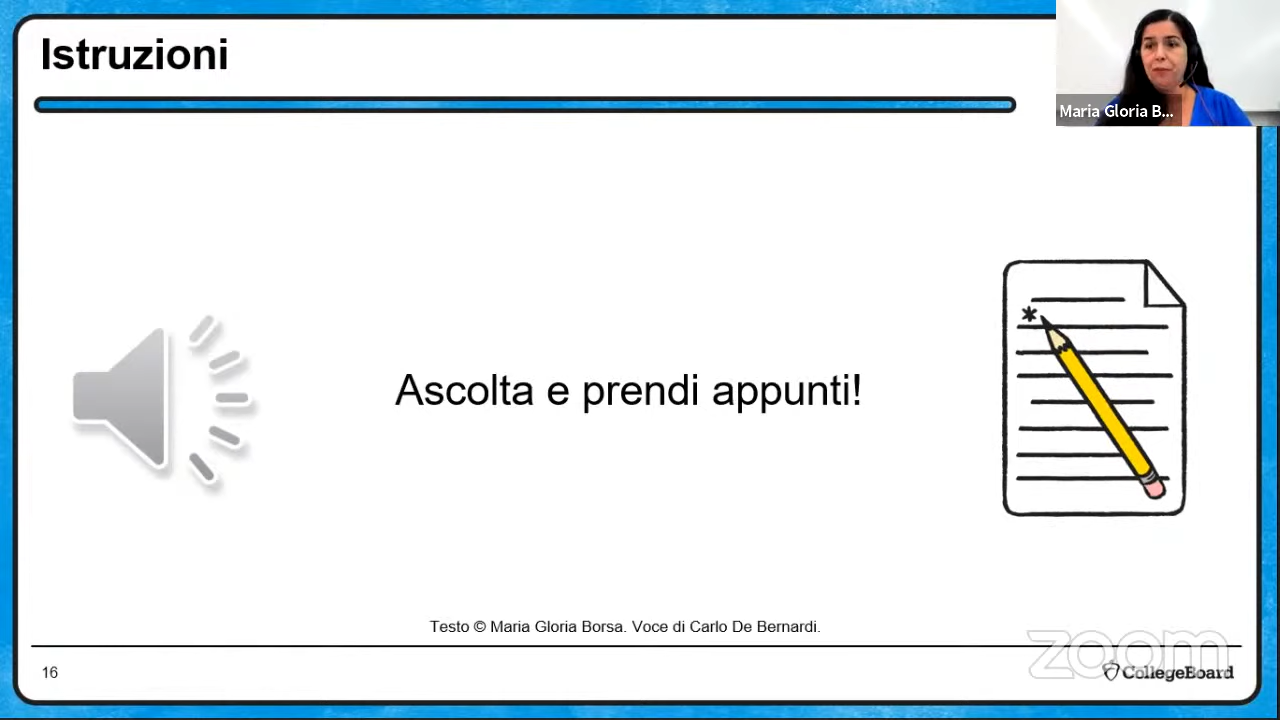 Istruzioni
Maria Gloria B...
Ascolta e prendi appunti!
Testo © Maria Gloria Borsa. Voce di Carlo De Bernardi.
zoom
16
CollegeBoard